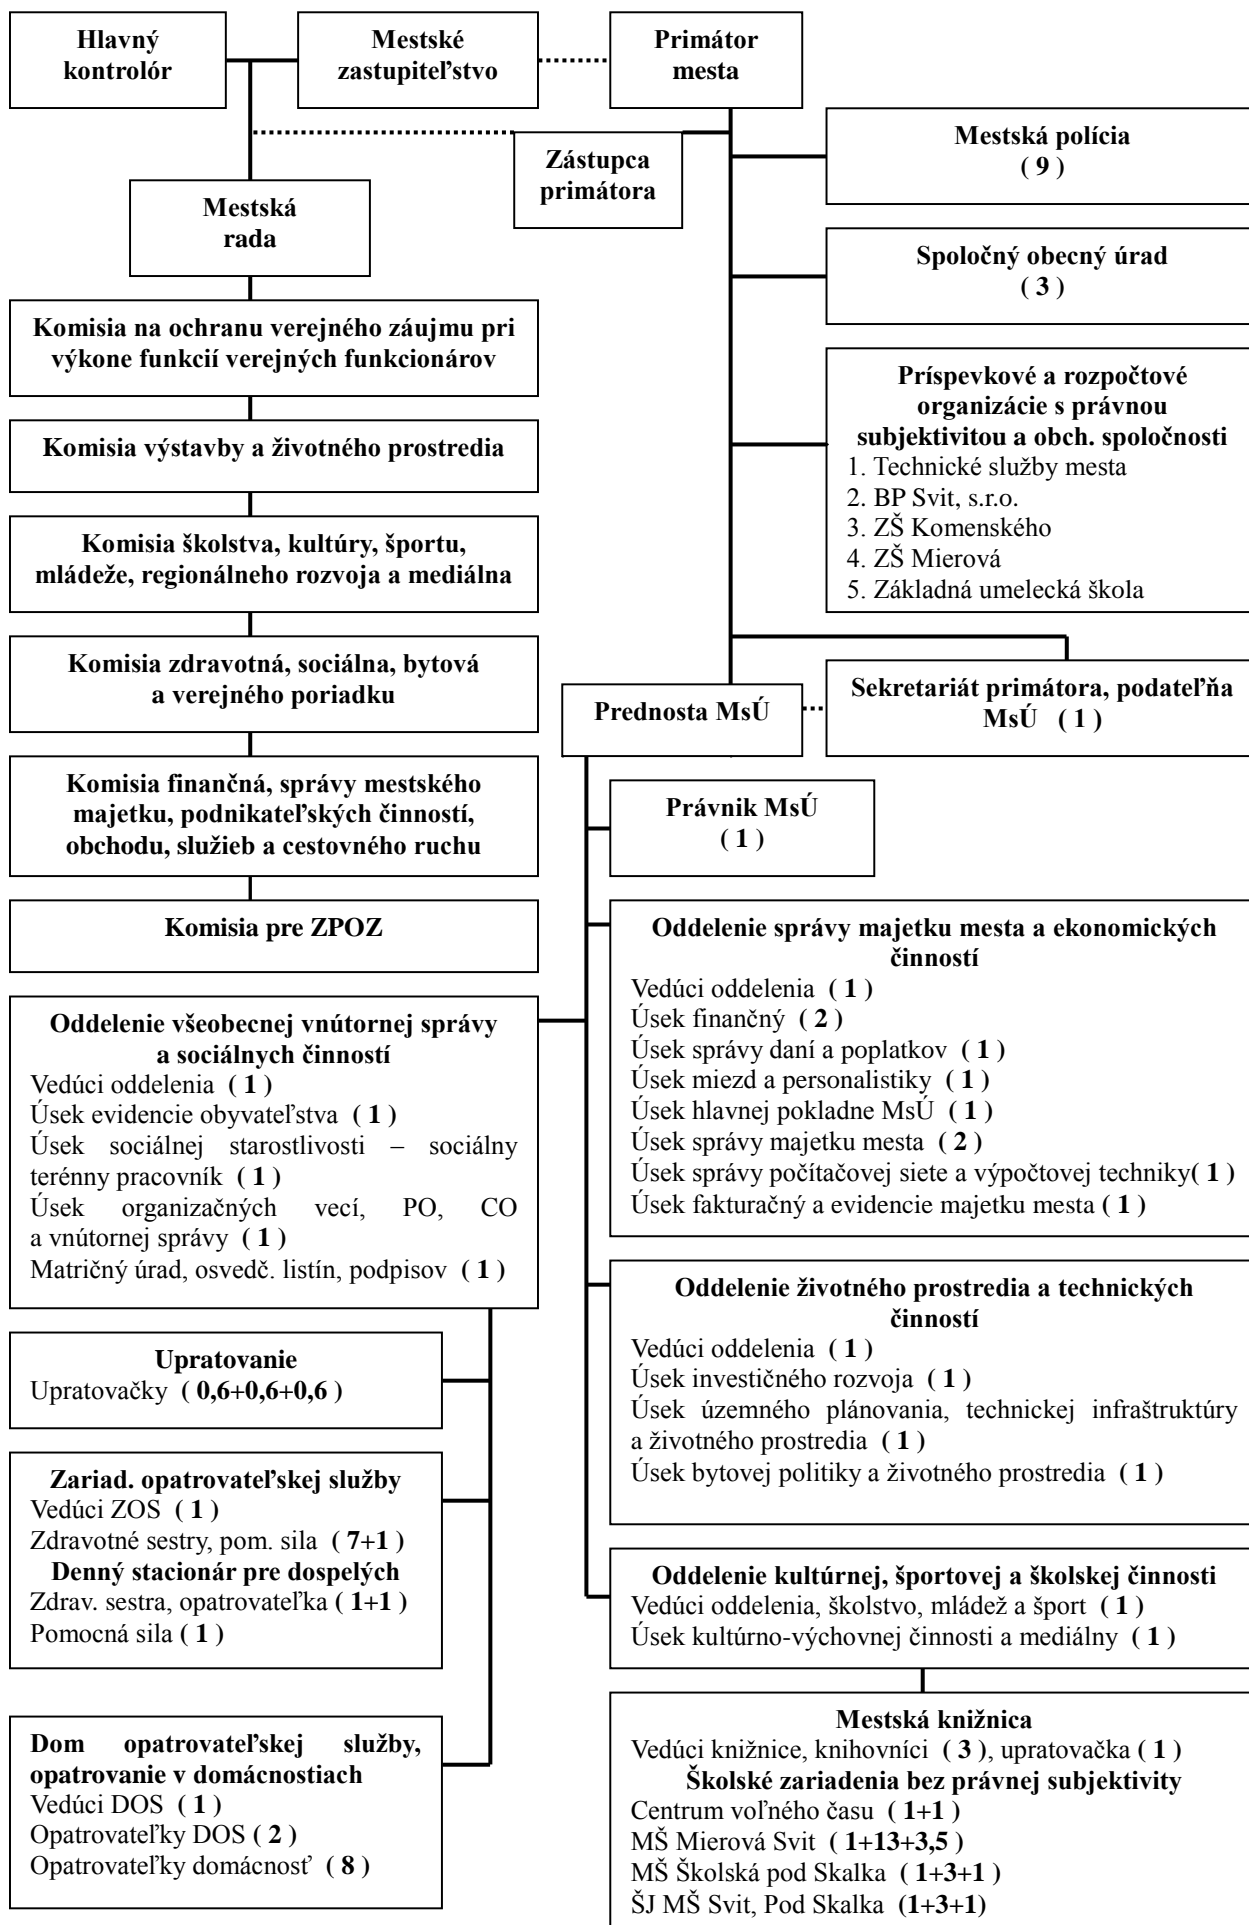 Hlavný
kontrolór
Mestské
zastupiteľstvo
Primátor
mesta
Zástupca
primátora
Mestská polícia
( 9 )
Mestská
rada
Spoločný obecný úrad
( 3 )
Komisia na ochranu verejného záujmu pri
výkone funkcií verejných funkcionárov
Komisia výstavby a životného prostredia
Komisia školstva, kultúry, športu,
mládeže, regionálneho rozvoja a mediálna
Komisia zdravotná, sociálna, bytová
a verejného poriadku
Komisia finančná, správy mestského
majetku, podnikateľských činností,
obchodu, služieb a cestovného ruchu
Komisia pre ZPOZ
Príspevkové a rozpočtové
organizácie s právnou
subjektivitou a obch. spoločnosti
1. Technické služby mesta
2. BP Svit, s.r.o.
3. ZŠ Komenského
4. ZŠ Mierová
5. Základná umelecká škola
Prednosta MsÚ
Sekretariát primátora, podateľňa
MsÚ ( 1 )
Právnik MsÚ
( 1 )
Oddelenie správy majetku mesta a ekonomických
činností
Vedúci oddelenia ( 1 )
Úsek finančný ( 2 )
Úsek správy daní a poplatkov ( 1 )
Úsek miezd a personalistiky ( 1 )
Úsek hlavnej pokladne MsÚ ( 1 )
Úsek správy majetku mesta ( 2 )
Úsek správy počítačovej siete a výpočtovej techniky( 1 )
Úsek fakturačný a evidencie majetku mesta ( 1 )
Oddelenie všeobecnej vnútornej správy
a sociálnych činností
Vedúci oddelenia ( 1 )
Úsek evidencie obyvateľstva ( 1 )
Úsek sociálnej starostlivosti – sociálny
terénny pracovník ( 1 )
Úsek organizačných vecí, PO, CO
a vnútornej správy ( 1 )
Matričný úrad, osvedč. listín, podpisov ( 1 )
Oddelenie životného prostredia a technických
činností
Vedúci oddelenia ( 1 )
Úsek investičného rozvoja ( 1 )
Úsek územného plánovania, technickej infraštruktúry
a životného prostredia ( 1 )
Úsek bytovej politiky a životného prostredia ( 1 )
Upratovanie
Upratovačky ( 0,6+0,6+0,6 )
Zariad. opatrovateľskej služby
Vedúci ZOS ( 1 )
Zdravotné sestry, pom. sila ( 7+1 )
Denný stacionár pre dospelých
Zdrav. sestra, opatrovateľka ( 1+1 )
Pomocná sila ( 1 )
Oddelenie kultúrnej, športovej a školskej činnosti
Vedúci oddelenia, školstvo, mládež a šport ( 1 )
Úsek kultúrno-výchovnej činnosti a mediálny ( 1 )
Dom opatrovateľskej služby,
opatrovanie v domácnostiach
Vedúci DOS ( 1 )
Opatrovateľky DOS ( 2 )
Opatrovateľky domácnosť ( 8 )
Mestská knižnica
Vedúci knižnice, knihovníci ( 3 ), upratovačka ( 1 )
Školské zariadenia bez právnej subjektivity
Centrum voľného času ( 1+1 )
MŠ Mierová Svit ( 1+13+3,5 )
MŠ Školská pod Skalka ( 1+3+1 )
ŠJ MŠ Svit, Pod Skalka (1+3+1)